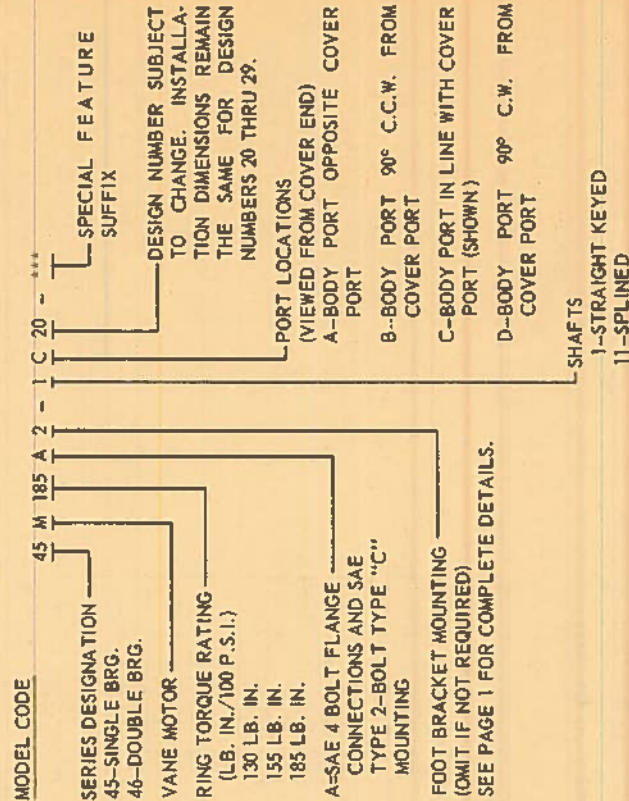 MODEL CODE
45 M 185 A 2 - 1 C 20 - ***
SERIES DESIGNATION
45-SINGLE BRG.
46-DOUBLE BRG.
VANE MOTOR
RING TORQUE RATING
(LB. IN./100 P.S.I.)
130 LB. IN.
155 LB. IN.
185 LB. IN.
A-SAE 4 BOLT FLANGE
CONNECTIONS AND SAE
TYPE 2-BOLT TYPE "C"
MOUNTING
FOOT BRACKET MOUNTING
(OMIT IF NOT REQUIRED)
SEE PAGE 1 FOR COMPLETE DETAILS.
SPECIAL FEATURE
SUFFIX
DESIGN NUMBER SUBJECT
TO CHANGE. INSTALLA-
TION DIMENSIONS REMAIN
THE SAME FOR DESIGN
NUMBERS 20 THRU 29.
PORT LOCATIONS
(VIEWED FROM COVER END)
A-BODY PORT OPPOSITE COVER
PORT
B--BODY PORT 90° C.C.W. FROM
COVER PORT
C-BODY PORT IN LINE WITH COVER
PORT (SHOWN)
D-BODY PORT 90° C.W. FROM
COVER PORT
SHAFTS
1-STRAIGHT KEYED
11-SPLINED